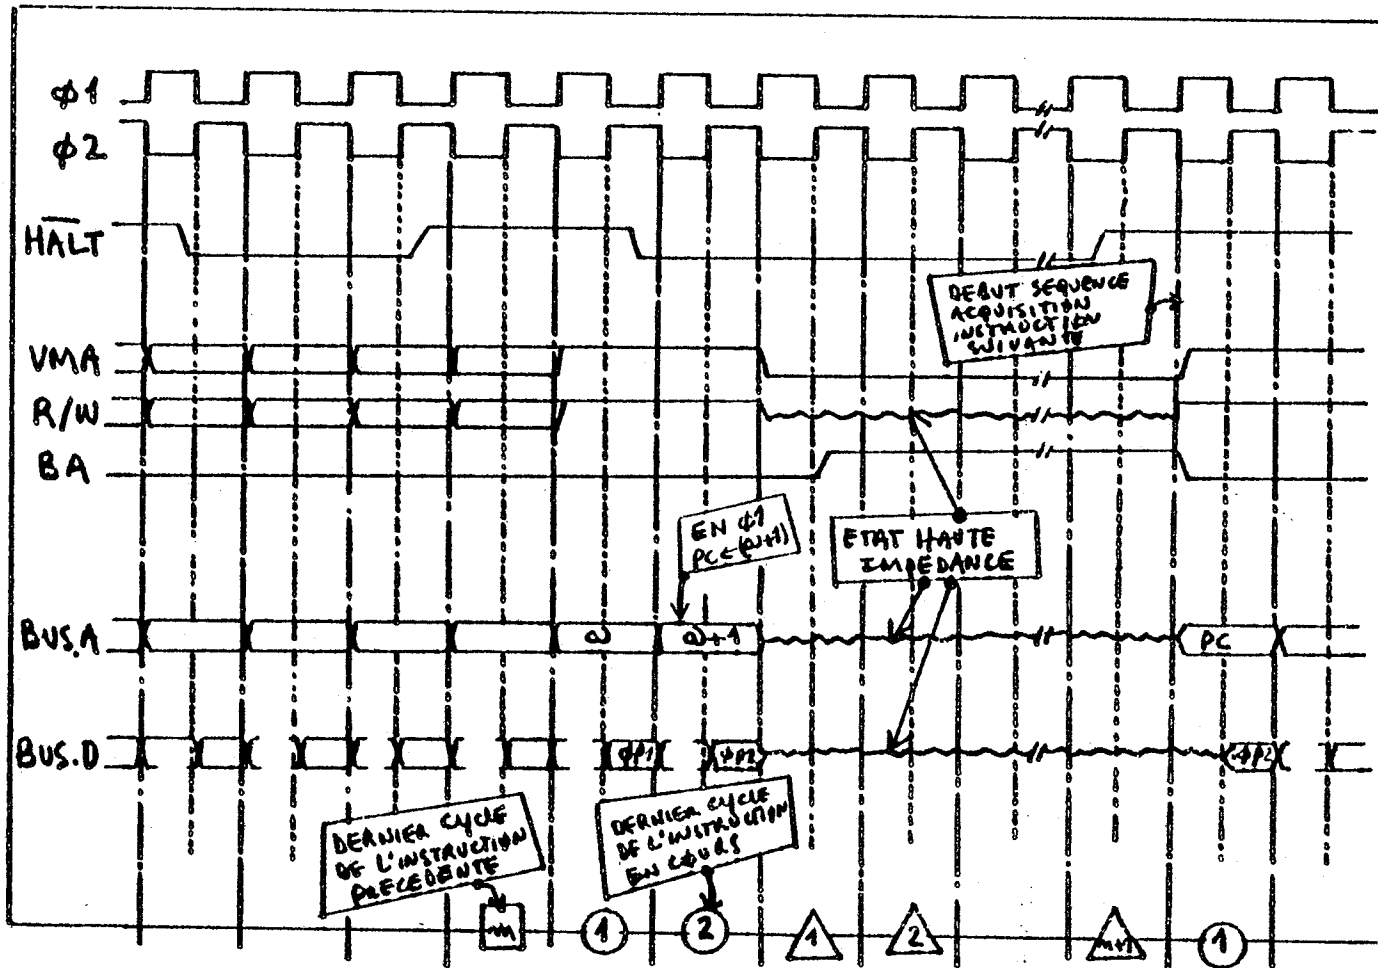 φ1
φ2
HALT
DEBUT SEQUENCE
ACQUISITION
INSTRUCTION
SUIVANTE
VMA
R/W
BA
EN φ1
PC←(e+1)
ETAT HAUTE
IMPEDANCE
BUS.A
e
e+1
PC
BUS.D
φP1
φP2
φP2
DERNIER CYCLE
DE L'INSTRUCTION
PRECEDENTE
DERNIER CYCLE
DE L'INSTRUCTION
EN COURS
m
1
2
1
2
1